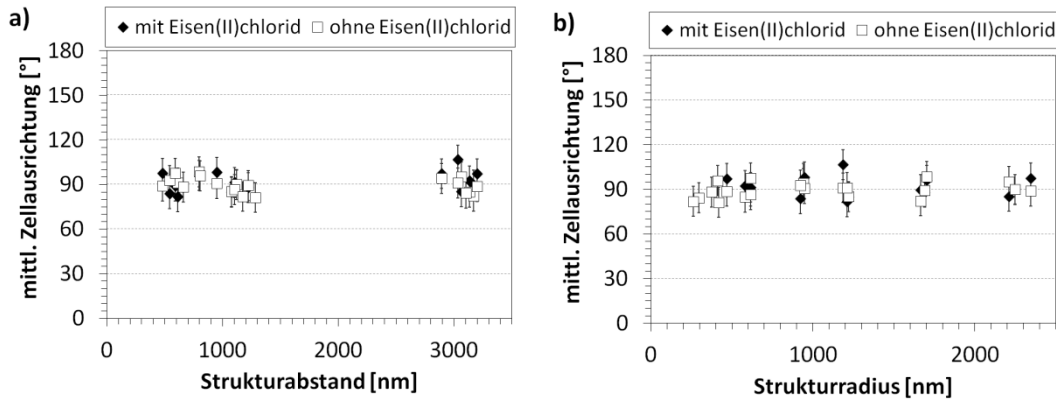 a)
mit Eisen(II)chlorid ohne Eisen(II)chlorid
mittl. Zellausrichtung [°]
180
150
120
90
60
30
0
0 1000 2000 3000
Strukturabstand [nm]
b)
mit Eisen(II)chlorid ohne Eisen(II)chlorid
mittl. Zellausrichtung [°]
180
150
120
90
60
30
0
0 1000 2000
Strukturradius [nm]